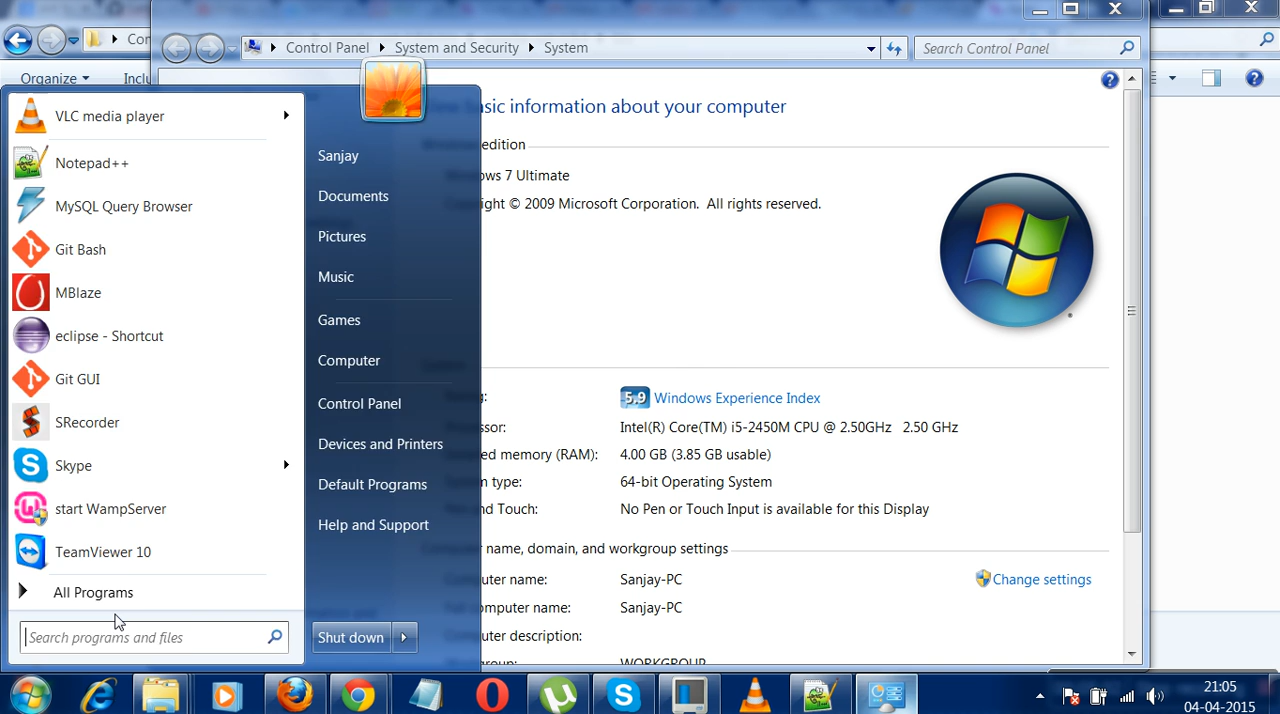 Con
Control Panel
System and Security
System
Search Control Panel
Organize
Inclu
VLC media player
Notepad++
MySQL Query Browser
Git Bash
MBlaze
eclipse - Shortcut
Git GUI
SRecorder
Skype
start WampServer
TeamViewer 10
All Programs
Search programs and files
Sanjay
Documents
Pictures
Music
Games
Computer
Control Panel
Devices and Printers
Default Programs
Help and Support
Shut down
basic information about your computer
edition
ws 7 Ultimate
ght © 2009 Microsoft Corporation. All rights reserved.
5.9 Windows Experience Index
Intel(R) Core(TM) i5-2450M CPU @ 2.50GHz 2.50 GHz
memory (RAM): 4.00 GB (3.85 GB usable)
type: 64-bit Operating System
and Touch: No Pen or Touch Input is available for this Display
name, domain, and workgroup settings
Computer name: Sanjay-PC
Change settings
computer name: Sanjay-PC
Computer description:
WORKGROUP
21:05
04-04-2015